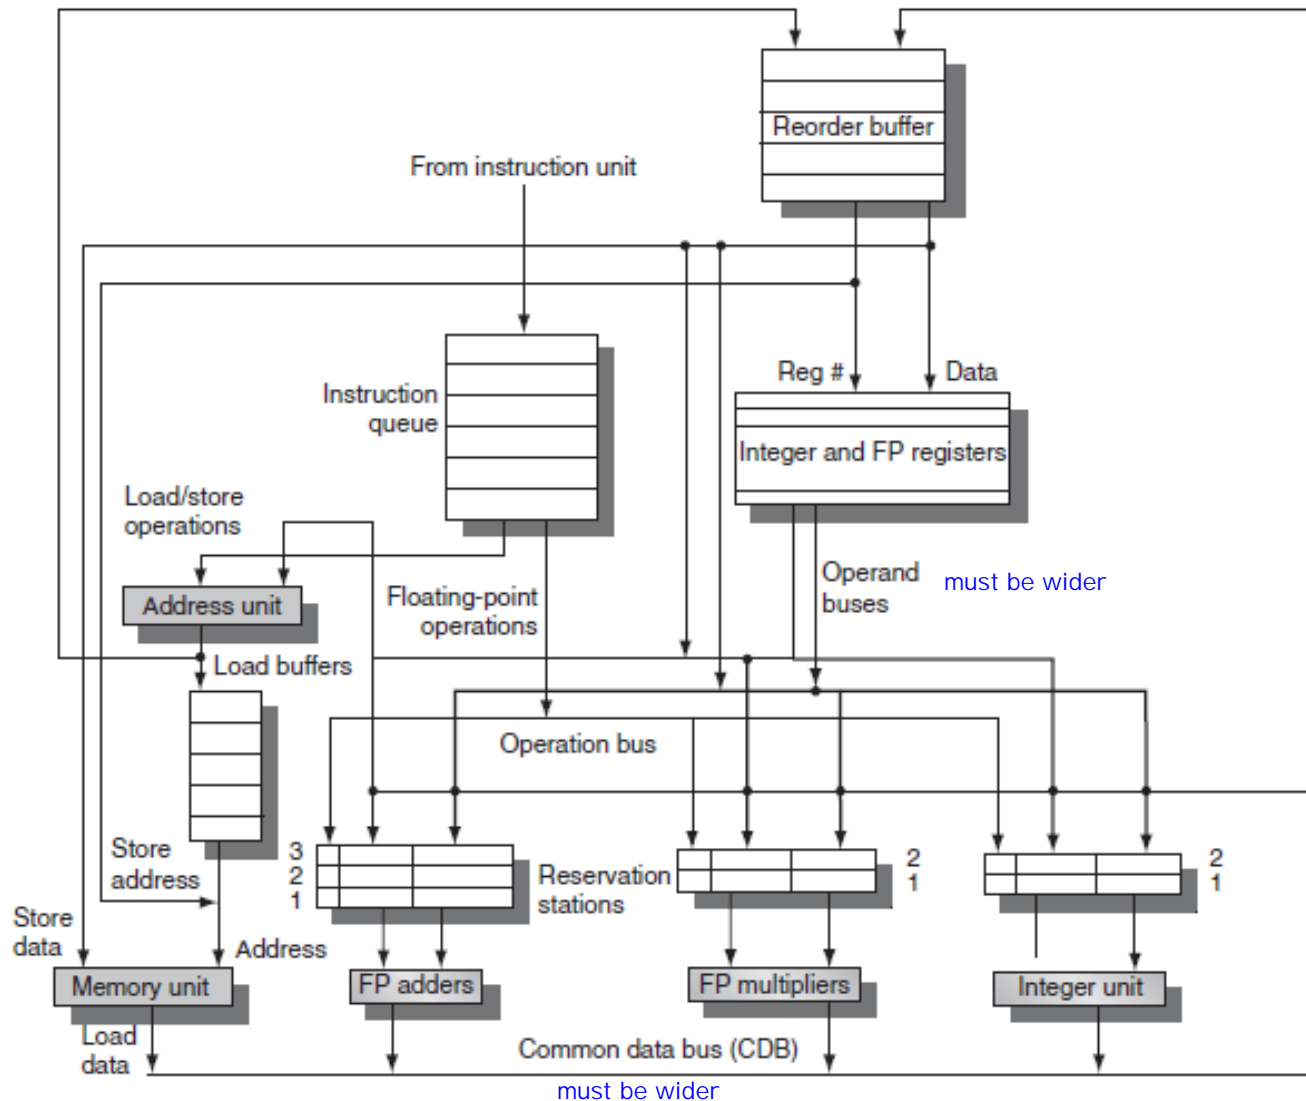 Reorder buffer
From instruction unit
Reg #
Data
Instruction
queue
Integer and FP registers
Load/store
operations
Operand
buses
must be wider
Address unit
Floating-point
operations
Load buffers
Operation bus
Store
address
3
2
1
Reservation
stations
2
1
2
1
Store
data
Address
Memory unit
FP adders
FP multipliers
Integer unit
Load
data
Common data bus (CDB)
must be wider